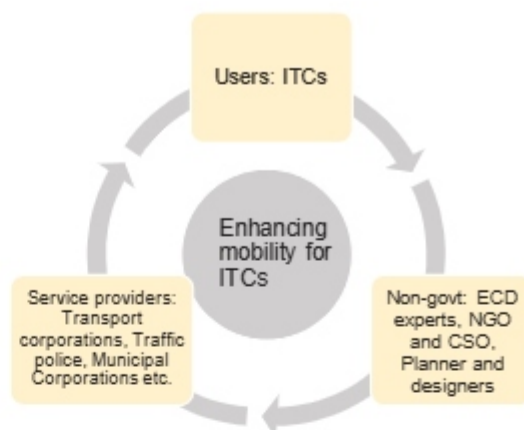 Users: ITCs
Enhancing
mobility for
ITCs
Service providers:
Transport
corporations, Traffic
police, Municipal
Corporations etc.
Non-govt: ECD
experts, NGO
and CSO,
Planner and
designers